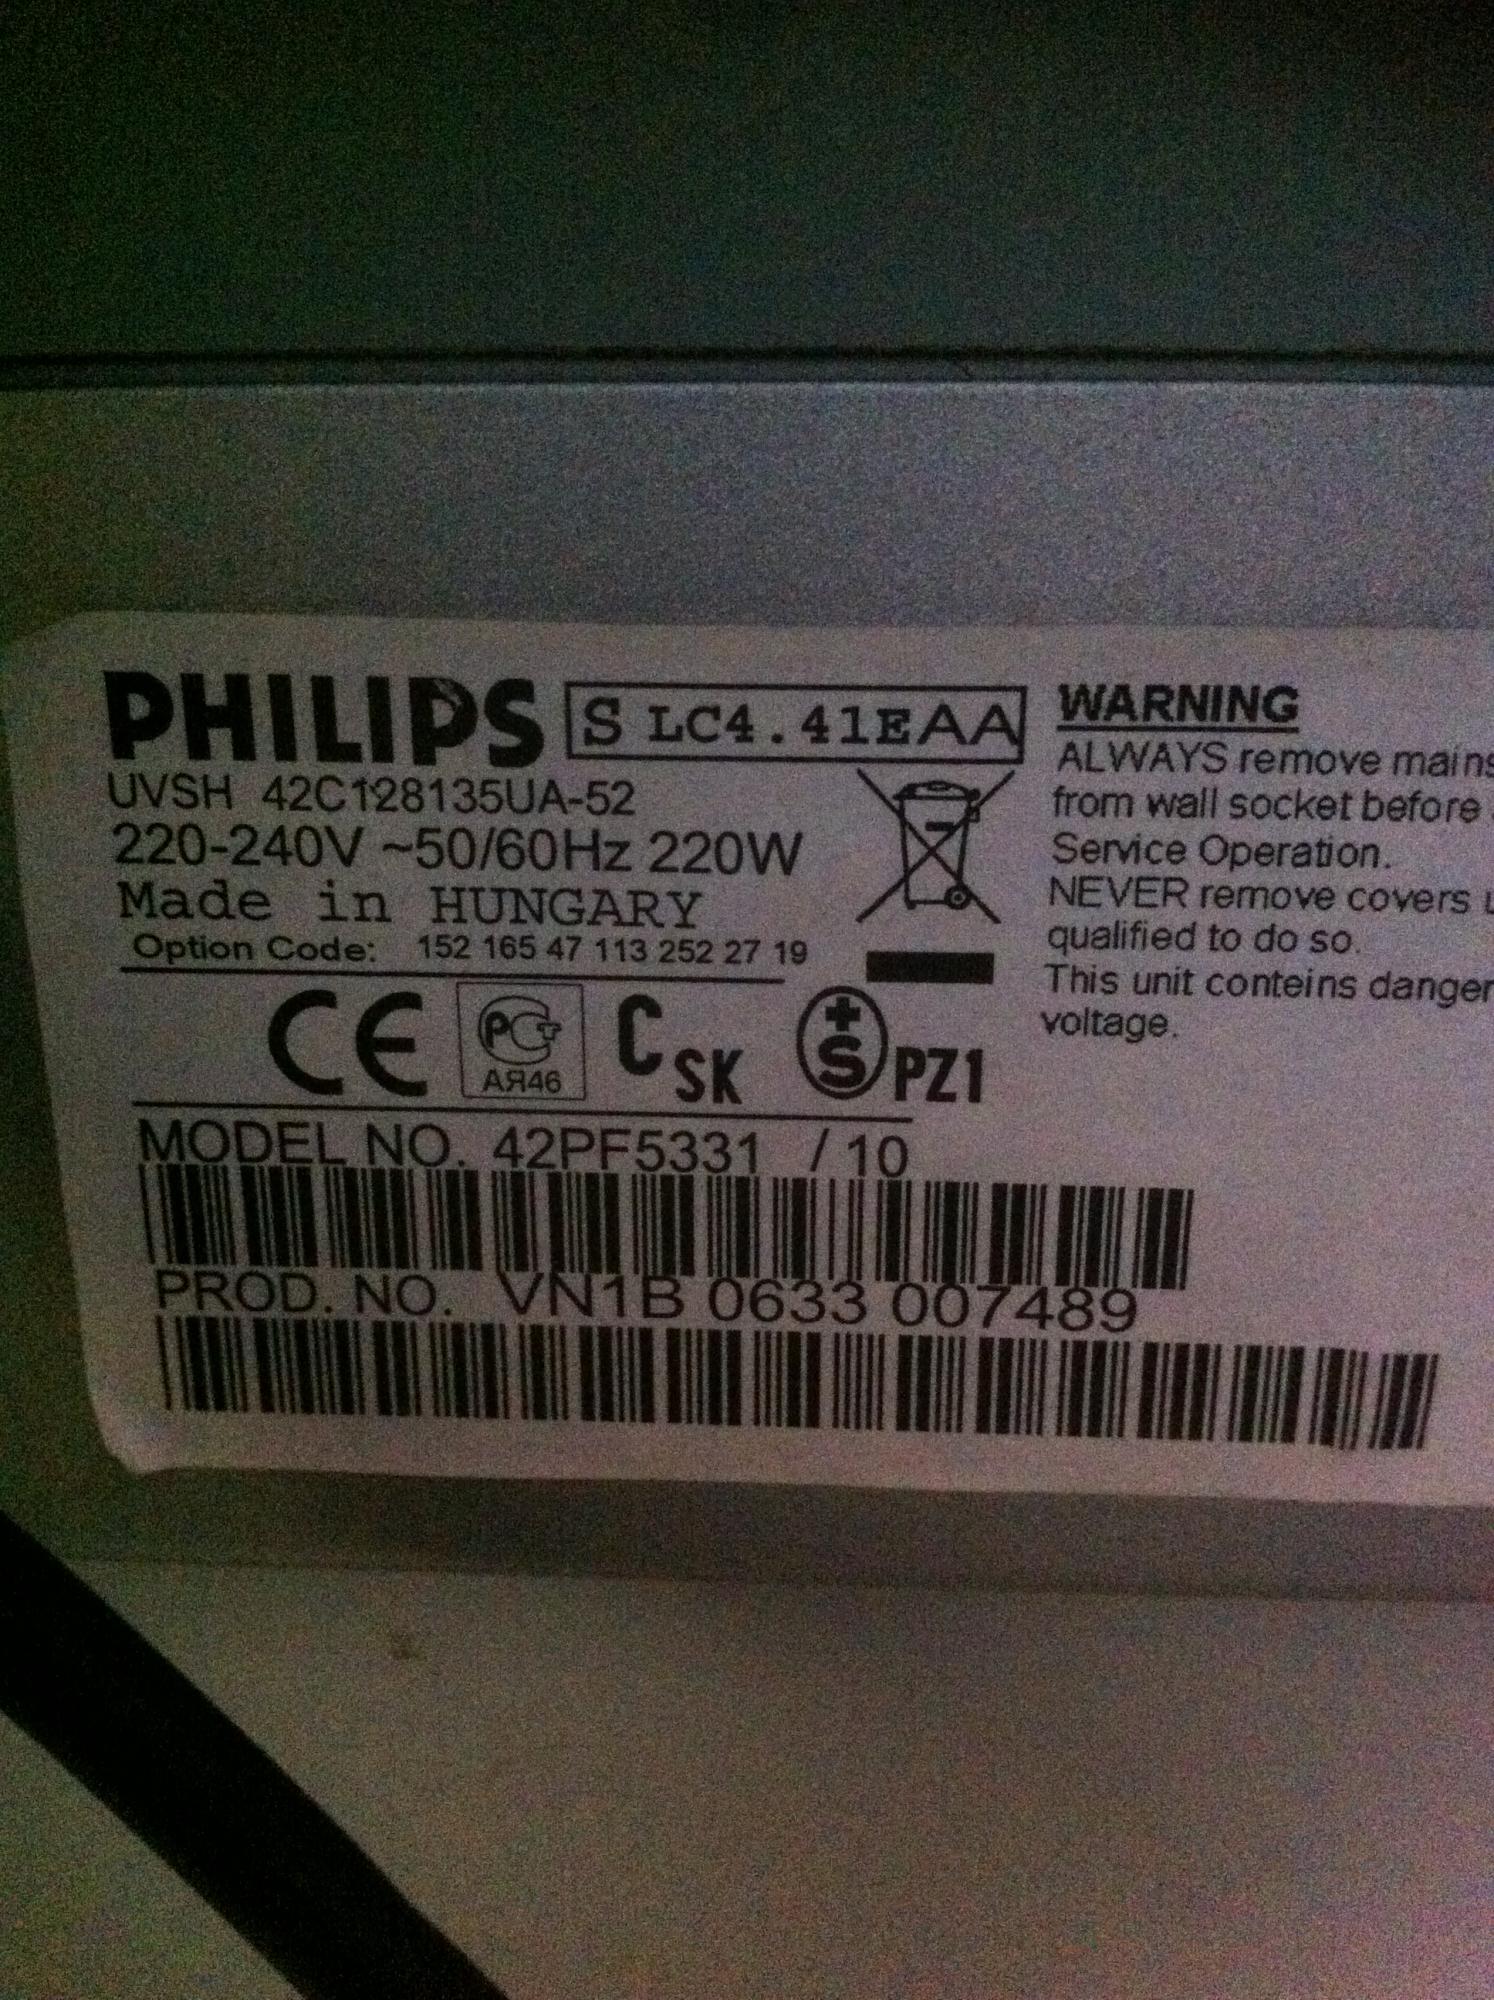 PHILIPS S LC4.41EAA
UVSH 42C128135UA-52
220-240V ~50/60Hz 220W
Made in HUNGARY
Option Code: 152 165 47 113 252 27 19
CE PCT АЯ46 C SK +S PZ1
MODEL NO. 42PF5331 / 10
PROD. NO. VN1B 0633 007489
WARNING
ALWAYS remove mains
from wall socket before
Service Operation.
NEVER remove covers
qualified to do so.
This unit conteins danger
voltage.